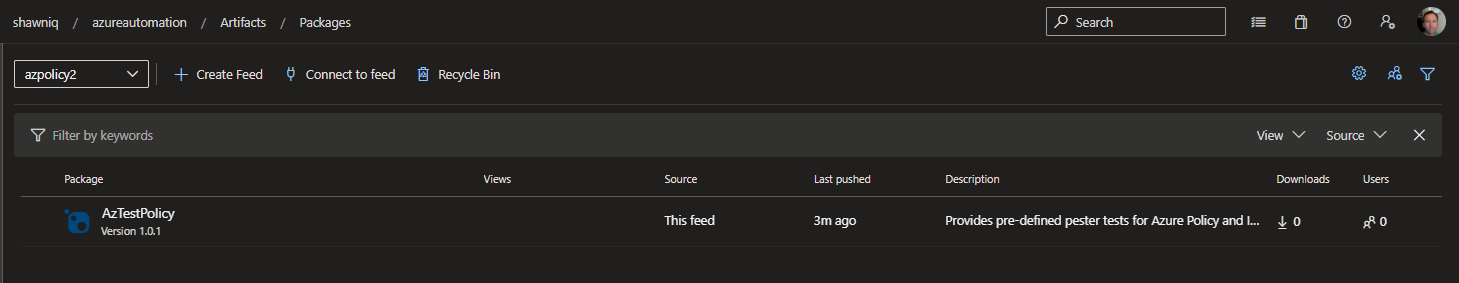 shawniq / azureautomation / Artifacts / Packages Search
azpolicy2 Create Feed Connect to feed Recycle Bin
Filter by keywords View Source
Package Views Source Last pushed Description Downloads Users
AzTestPolicy This feed 3m ago Provides pre-defined pester tests for Azure Policy and I... 0 0
Version 1.0.1